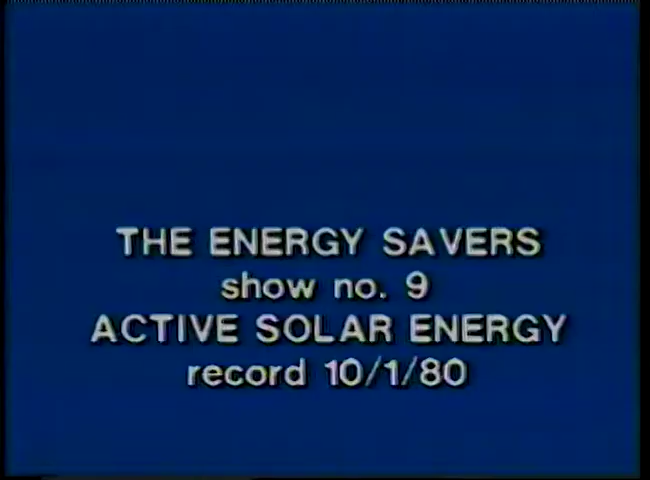 THE ENERGY SAVERS
show no. 9
ACTIVE SOLAR ENERGY
record 10/1/80